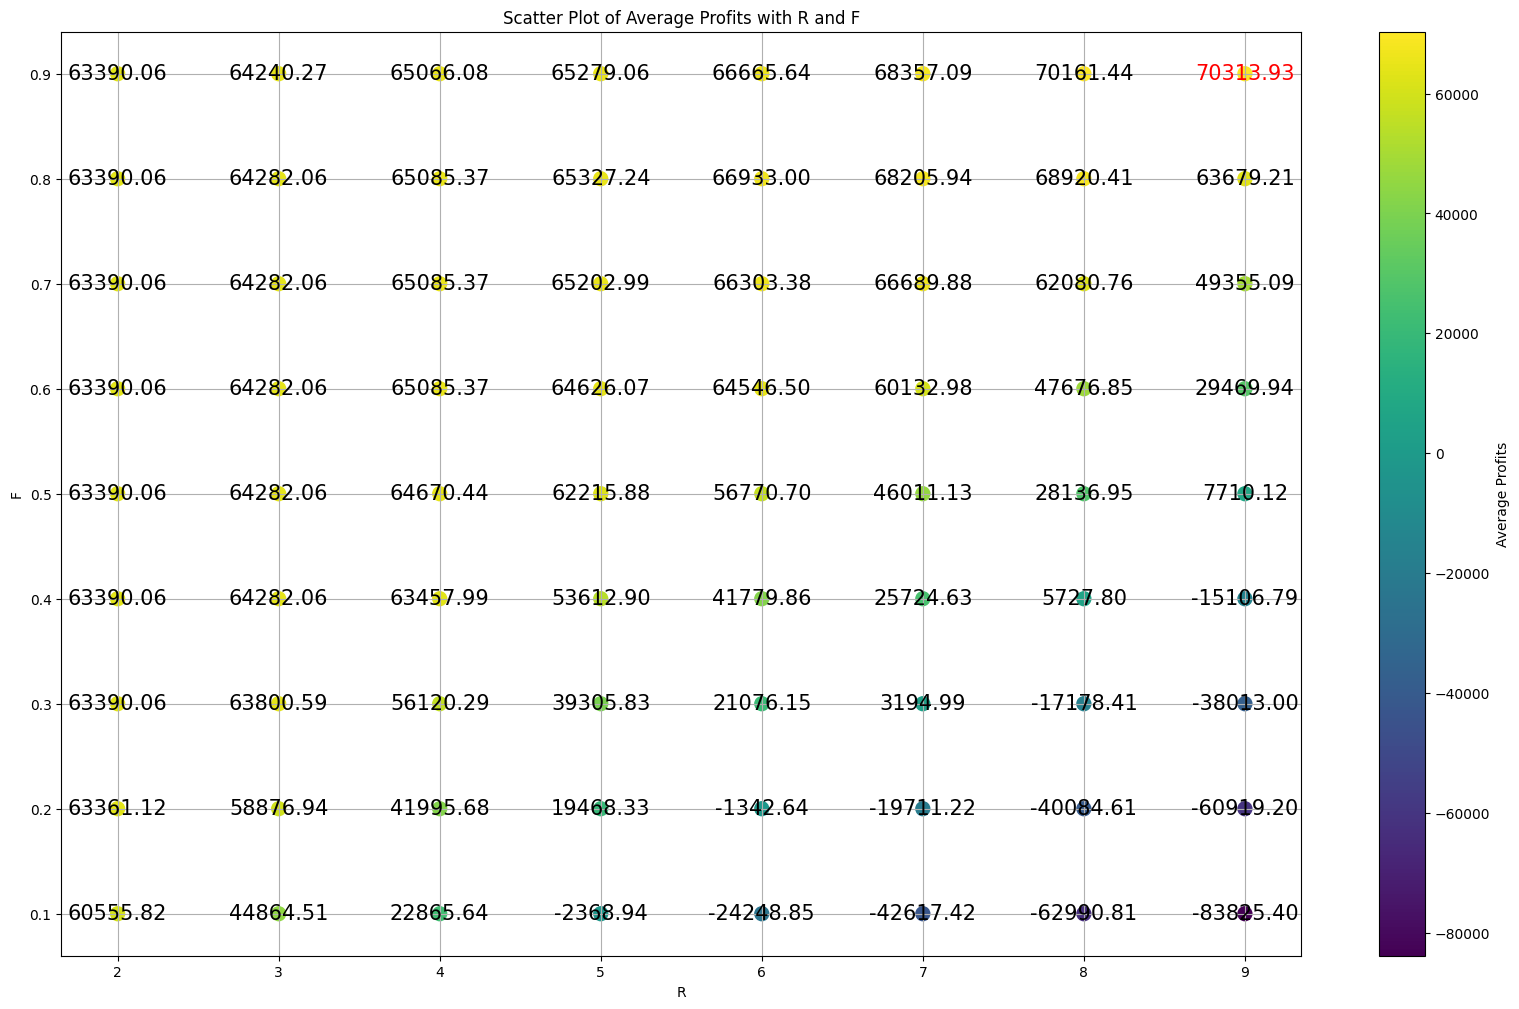 Scatter Plot of Average Profits with R and F
0.9 63390.06 64240.27 65066.08 65279.06 66665.64 68357.09 70161.44 70313.93
60000
0.8 63390.06 64282.06 65085.37 65327.24 66933.00 68205.94 68920.41 63679.21
40000
0.7 63390.06 64282.06 65085.37 65202.99 66303.38 66689.88 62080.76 49355.09
20000
0.6 63390.06 64282.06 65085.37 64626.07 64546.50 60132.98 47676.85 29469.94
0
Average Profits
F
0.5 63390.06 64282.06 64670.44 62215.88 56770.70 46011.13 28136.95 7710.12
−20000
0.4 63390.06 64282.06 63457.99 53612.90 41779.86 25724.63 5727.80 -15106.79
−40000
0.3 63390.06 63800.59 56120.29 39305.83 21076.15 3194.99 -17178.41 -38013.00
0.2 63361.12 58876.94 41995.68 19468.33 -1342.64 -19711.22 -40084.61 -60919.20
−60000
0.1 60555.82 44864.51 22865.64 -2368.94 -24248.85 -42617.42 -62990.81 -83825.40
−80000
2 3 4 5 6 7 8 9
R